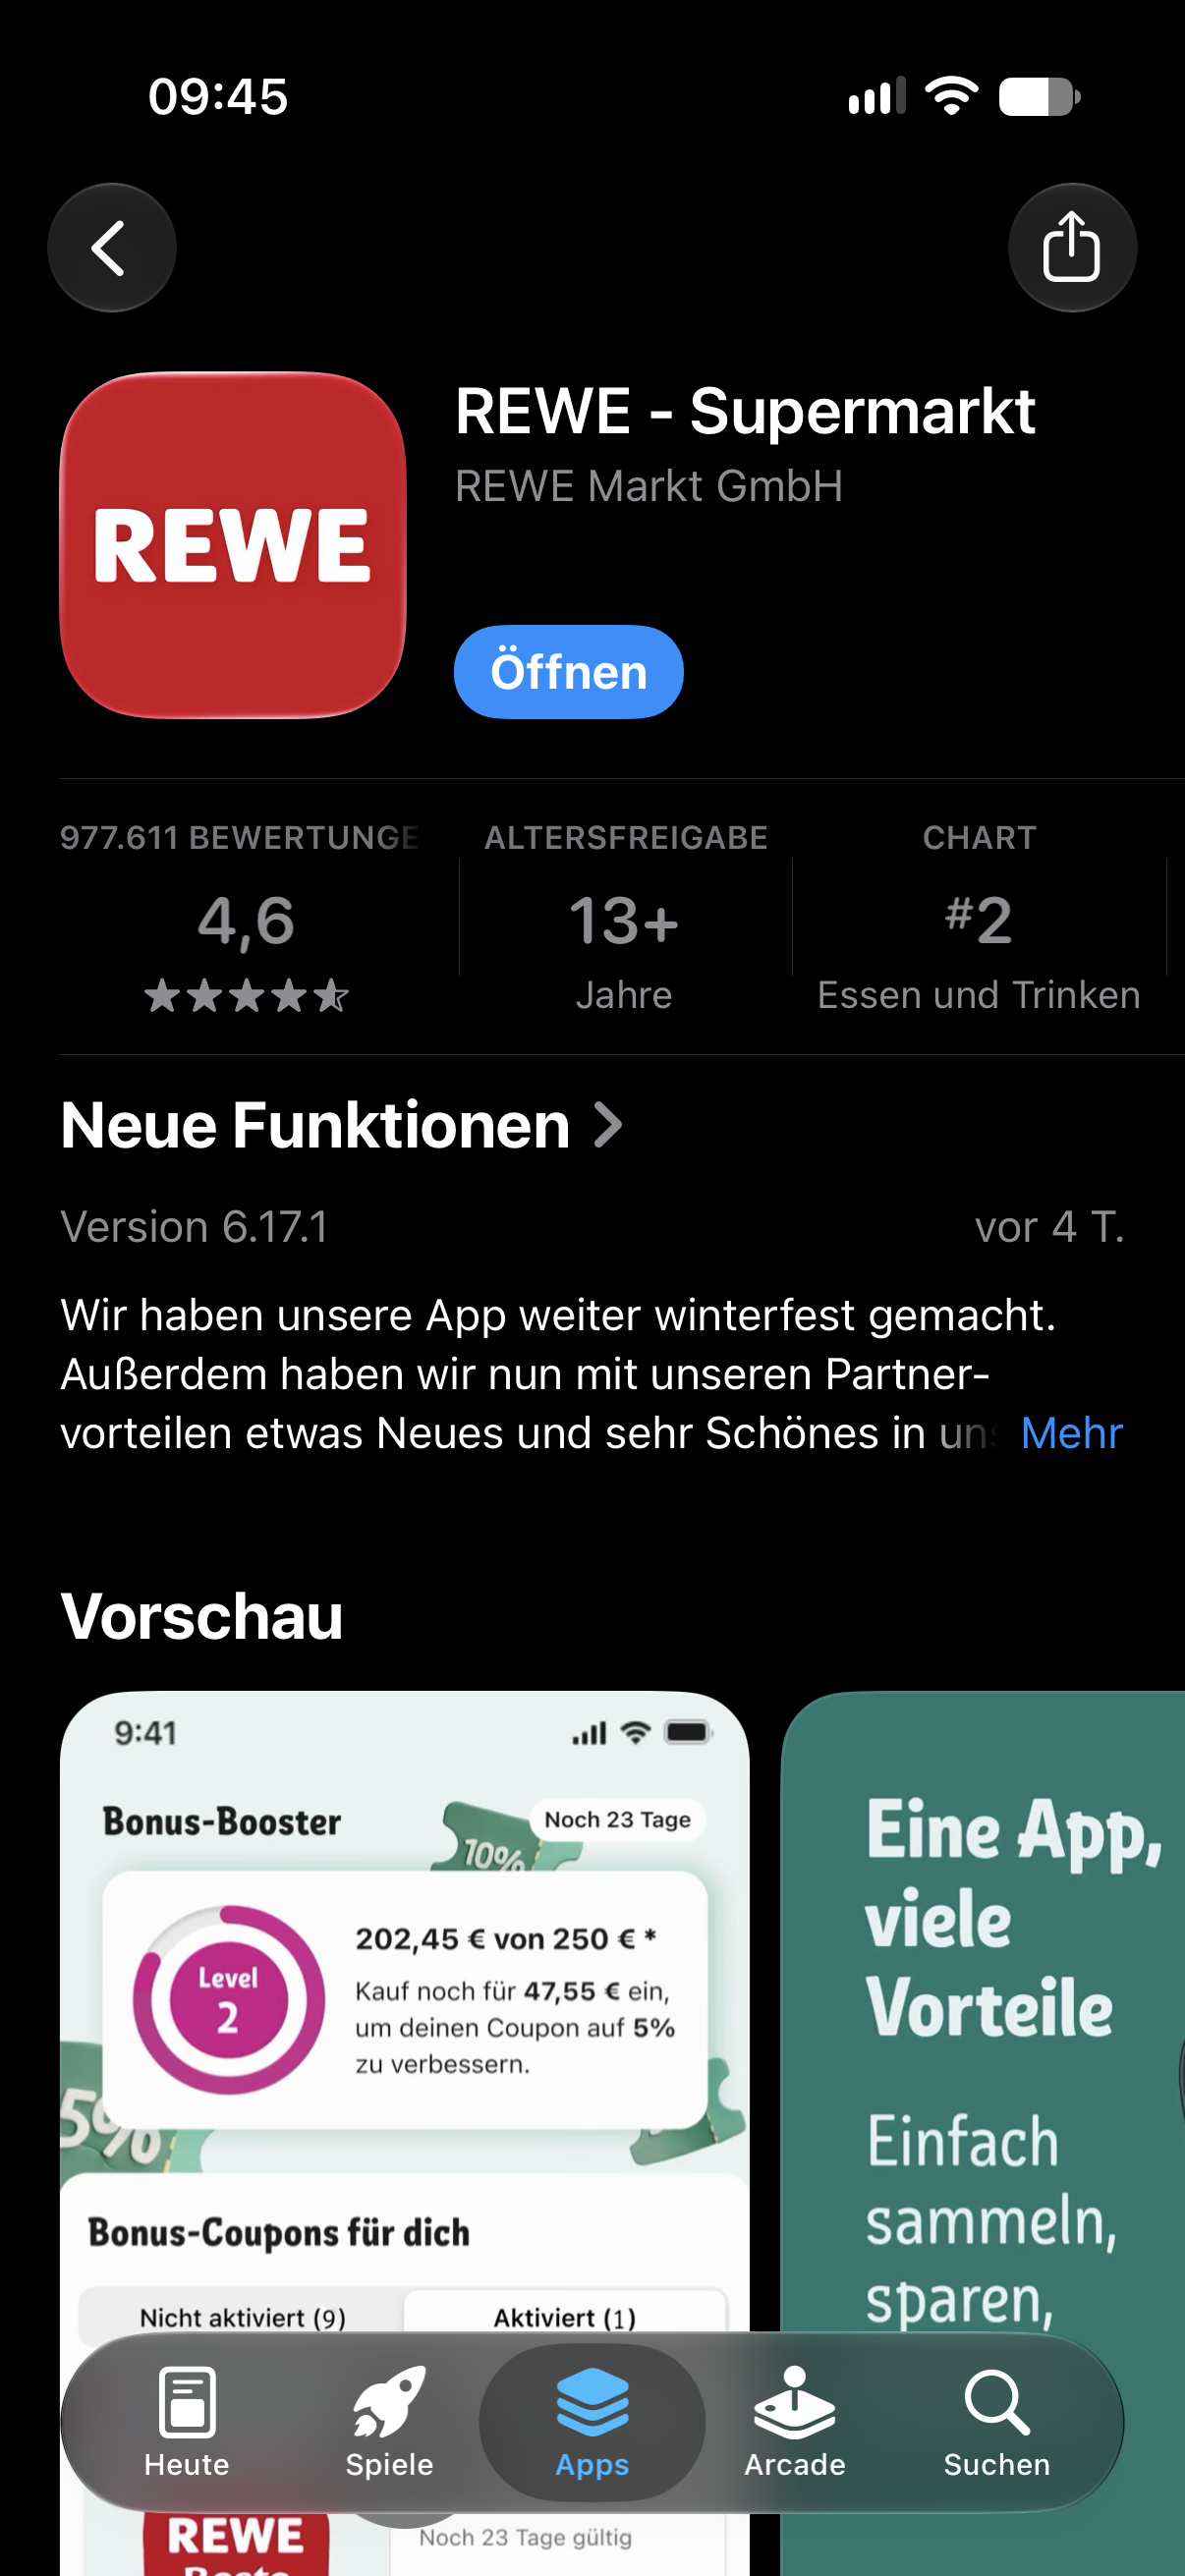 09:45
REWE
REWE - Supermarkt
REWE Markt GmbH
Öffnen
977.611 BEWERTUNGE
4,6
ALTERSFREIGABE
13+
Jahre
CHART
#2
Essen und Trinken
Neue Funktionen
Version 6.17.1
vor 4 T.
Wir haben unsere App weiter winterfest gemacht.
Außerdem haben wir nun mit unseren Partner-
vorteilen etwas Neues und sehr Schönes in uns Mehr
Vorschau
9:41
Bonus-Booster
Noch 23 Tage
10%
Level
2
202,45 € von 250 € *
Kauf noch für 47,55 € ein,
um deinen Coupon auf 5%
zu verbessern.
5%
Bonus-Coupons für dich
Nicht aktiviert (9)
Aktiviert (1)
Eine App,
viele
Vorteile
Einfach
sammeln,
sparen,
Heute
Spiele
Apps
Arcade
Suchen
REWE
Beste
Noch 23 Tage gültig